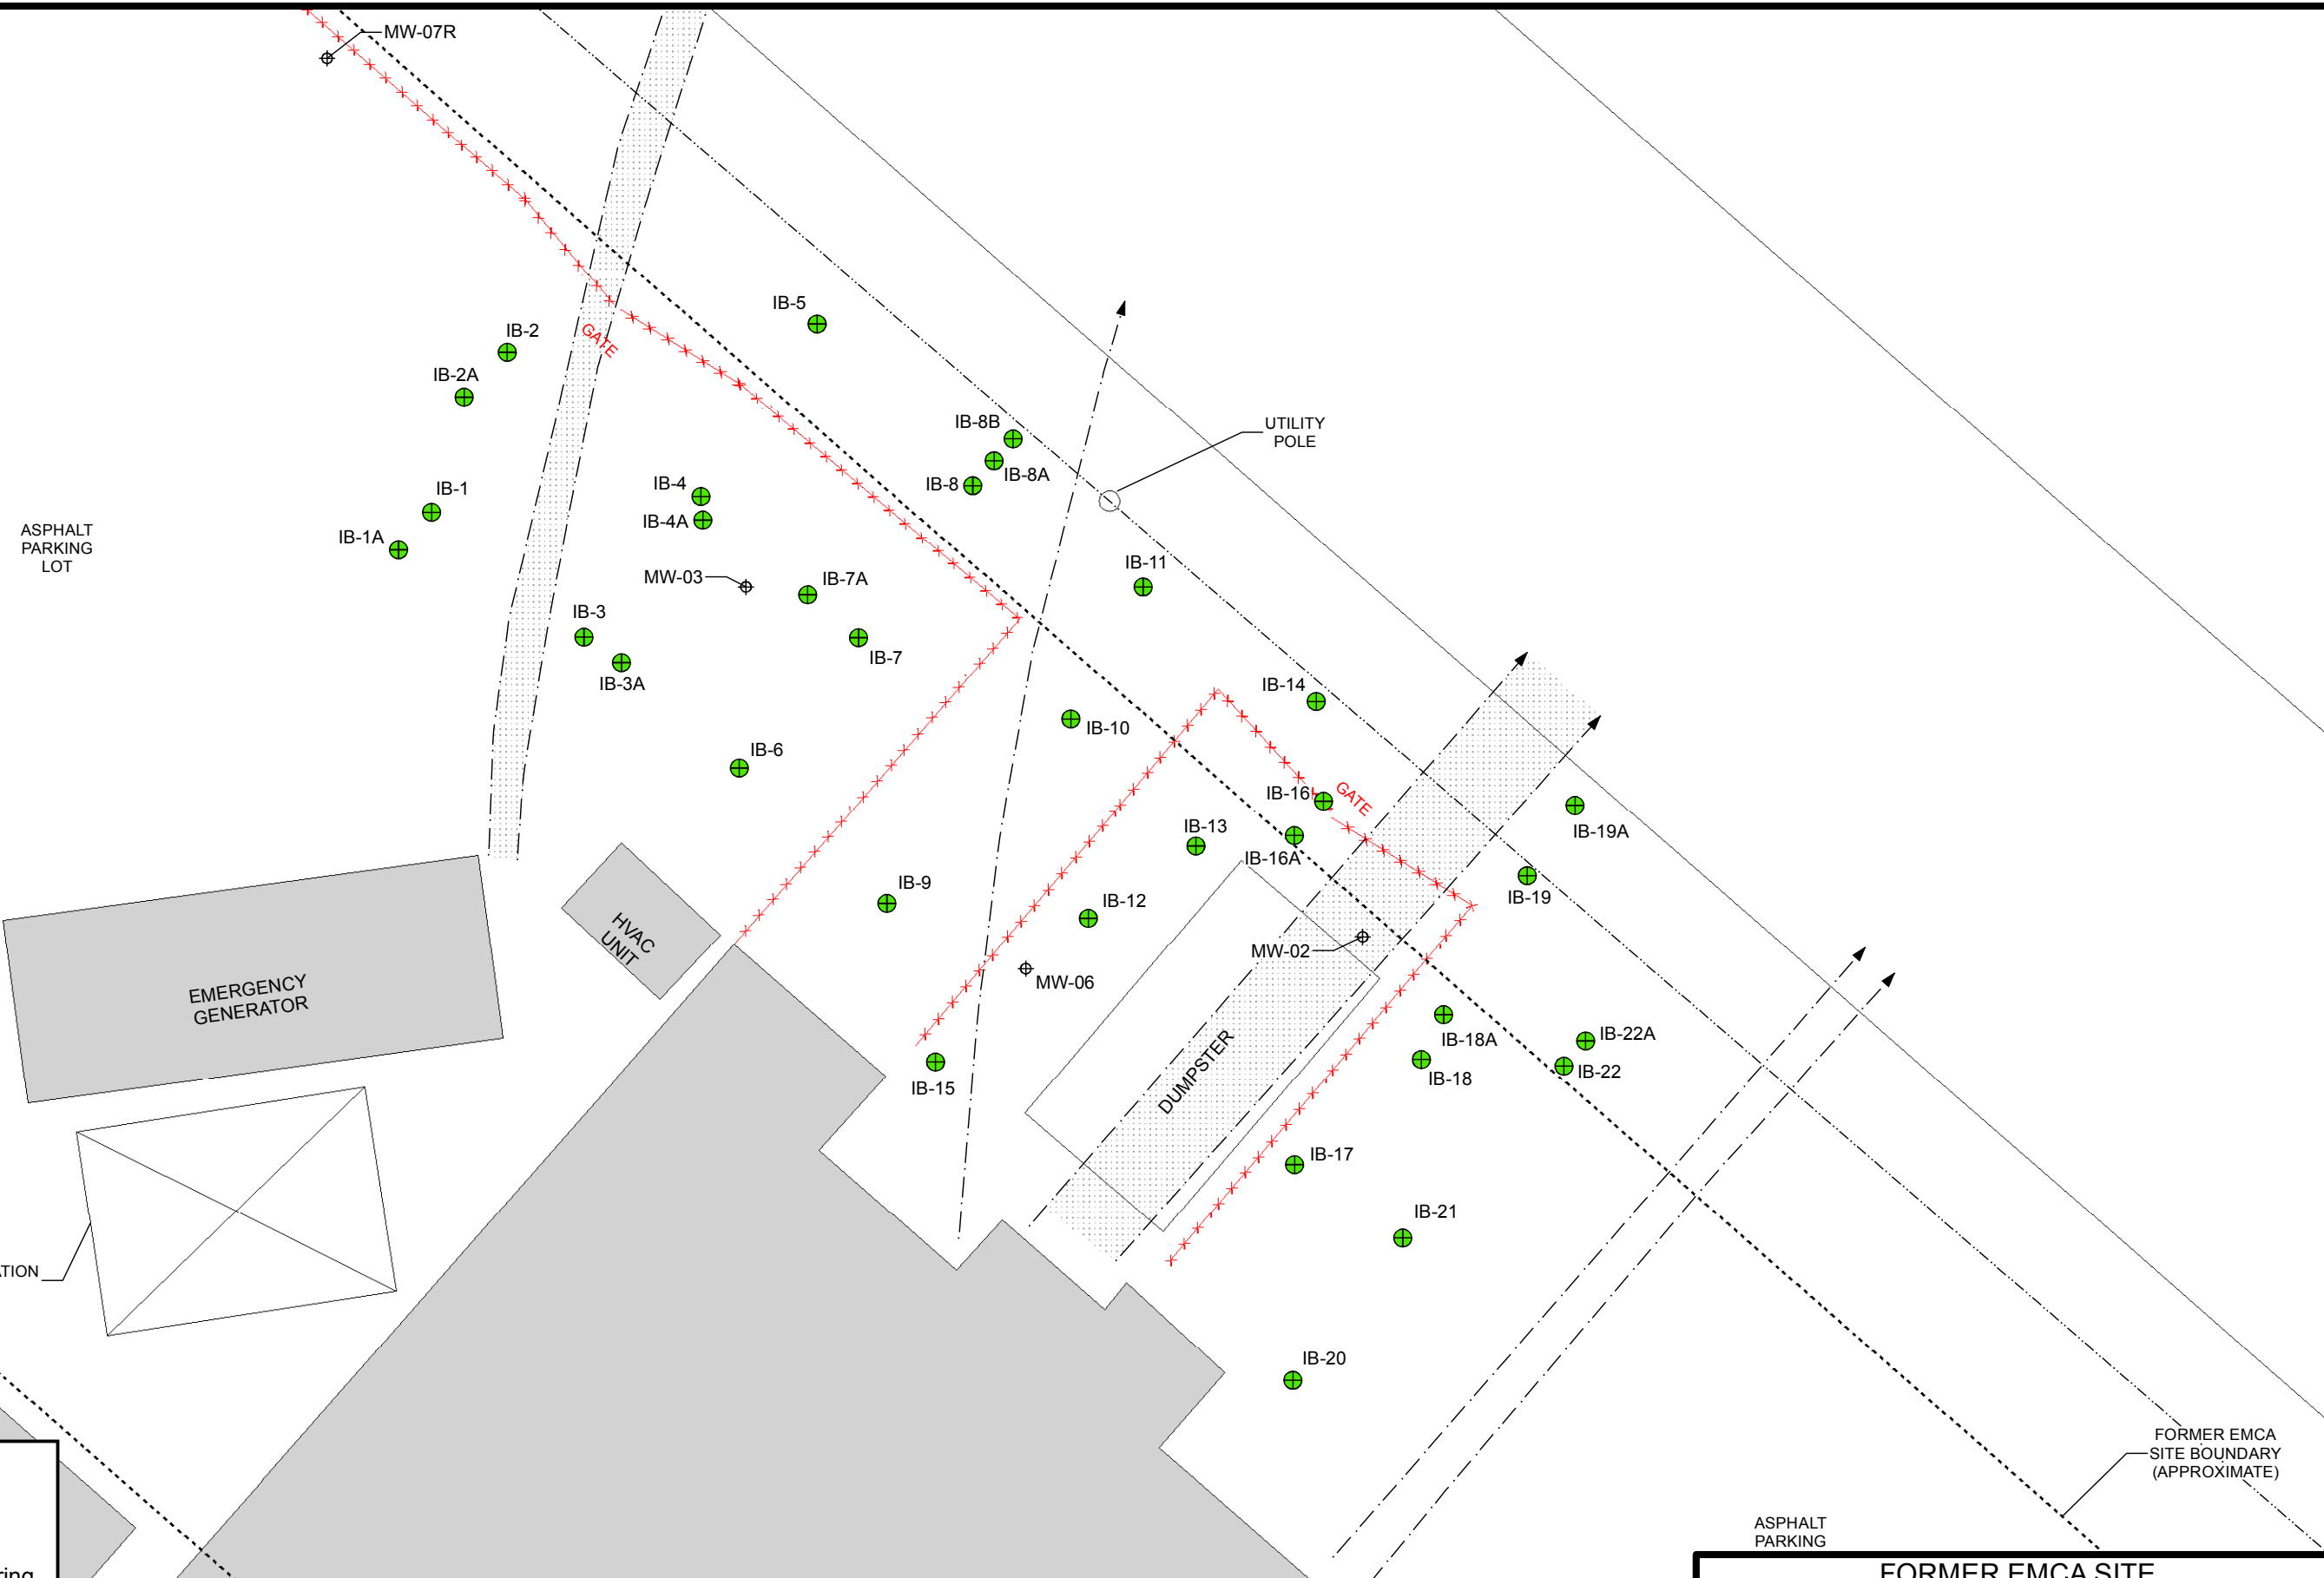 MW-07R
IB-5
IB-2
GATE
IB-2A
IB-8B
UTILITY
POLE
IB-8A
IB-8
IB-4
IB-1
IB-4A
ASPHALT
PARKING
LOT
IB-1A
IB-11
MW-03
IB-7A
IB-3
IB-7
IB-3A
IB-14
IB-10
IB-6
IB-16
GATE
IB-19A
IB-13
IB-16A
IB-9
IB-12
IB-19
HVAC
UNIT
MW-02
MW-06
EMERGENCY
GENERATOR
IB-18A
IB-22A
IB-22
DUMPSTER
IB-18
IB-15
IB-17
IB-21
ATION
IB-20
FORMER EMCA
SITE BOUNDARY
(APPROXIMATE)
ASPHALT
PARKING
FORMER EMCA SITE